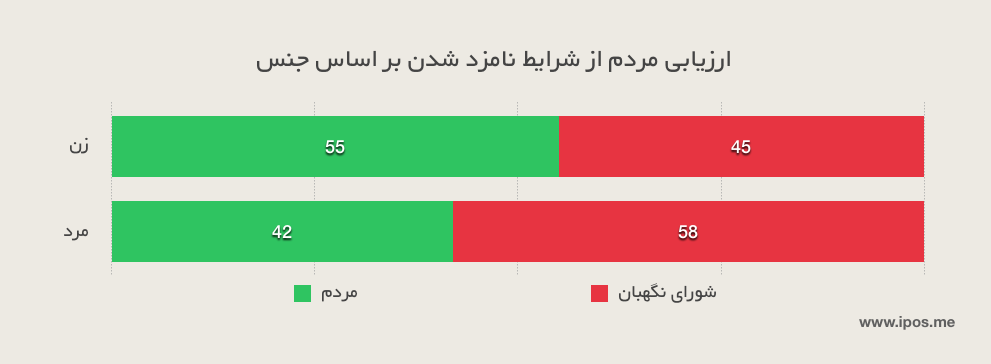 ارزیابی مردم از شرایط نامزد شدن بر اساس جنس
زن
55
45
مرد
42
58
مردم
شورای نگهبان
www.ipos.me